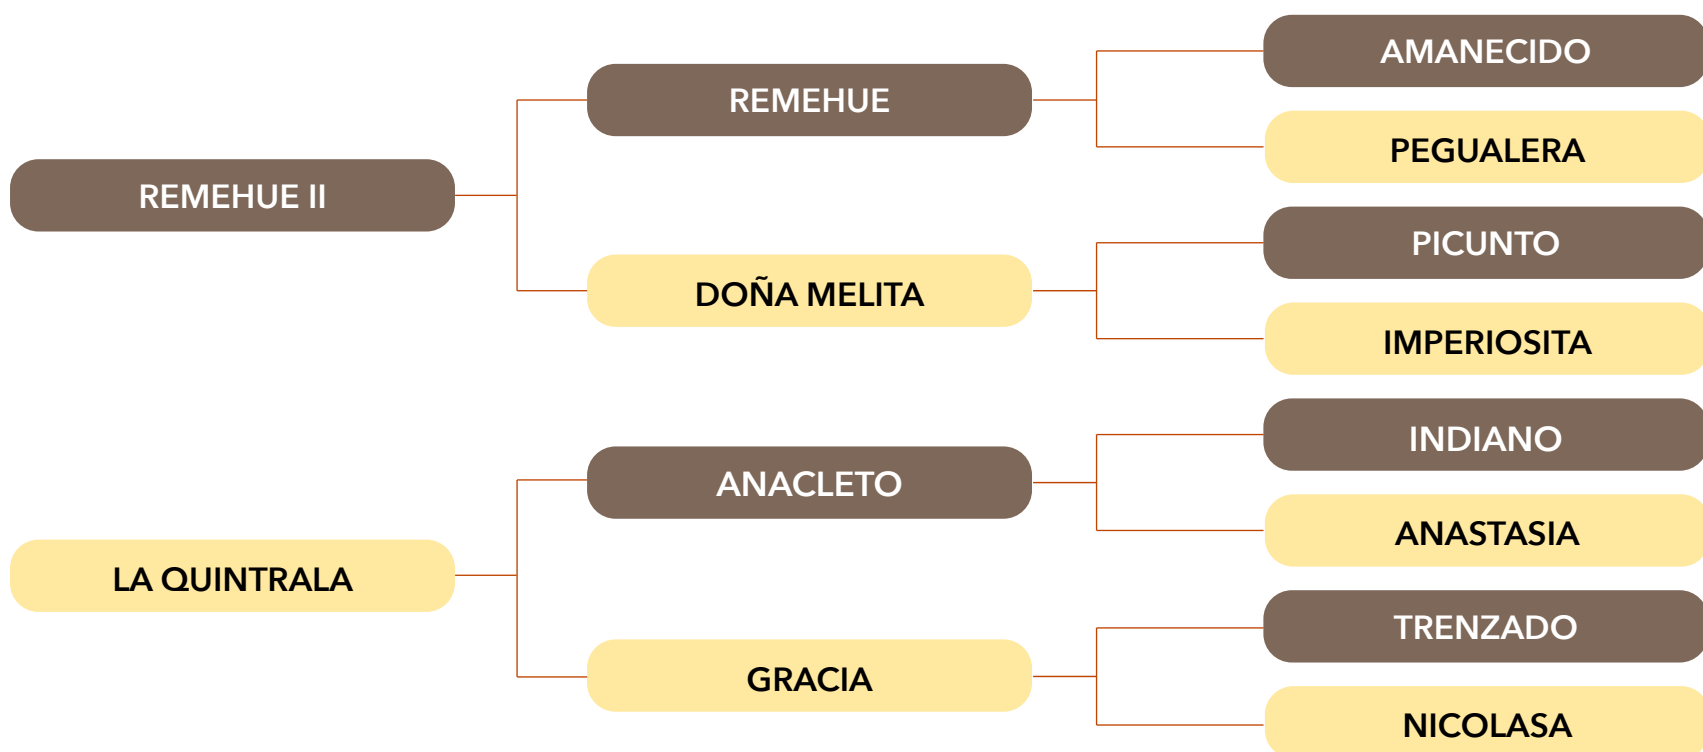 AMANECIDO
REMEHUE
PEGUALERA
REMEHUE II
PICUNTO
DOÑA MELITA
IMPERIOSITA
INDIANO
ANACLETO
ANASTASIA
LA QUINTRALA
TRENZADO
GRACIA
NICOLASA